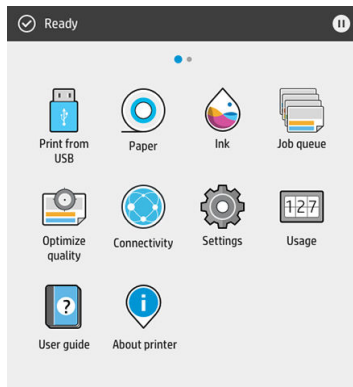 Ready
Print from
USB
Paper
Ink
Job queue
Optimize
quality
Connectivity
Settings
127
Usage
?
User guide
i
About printer